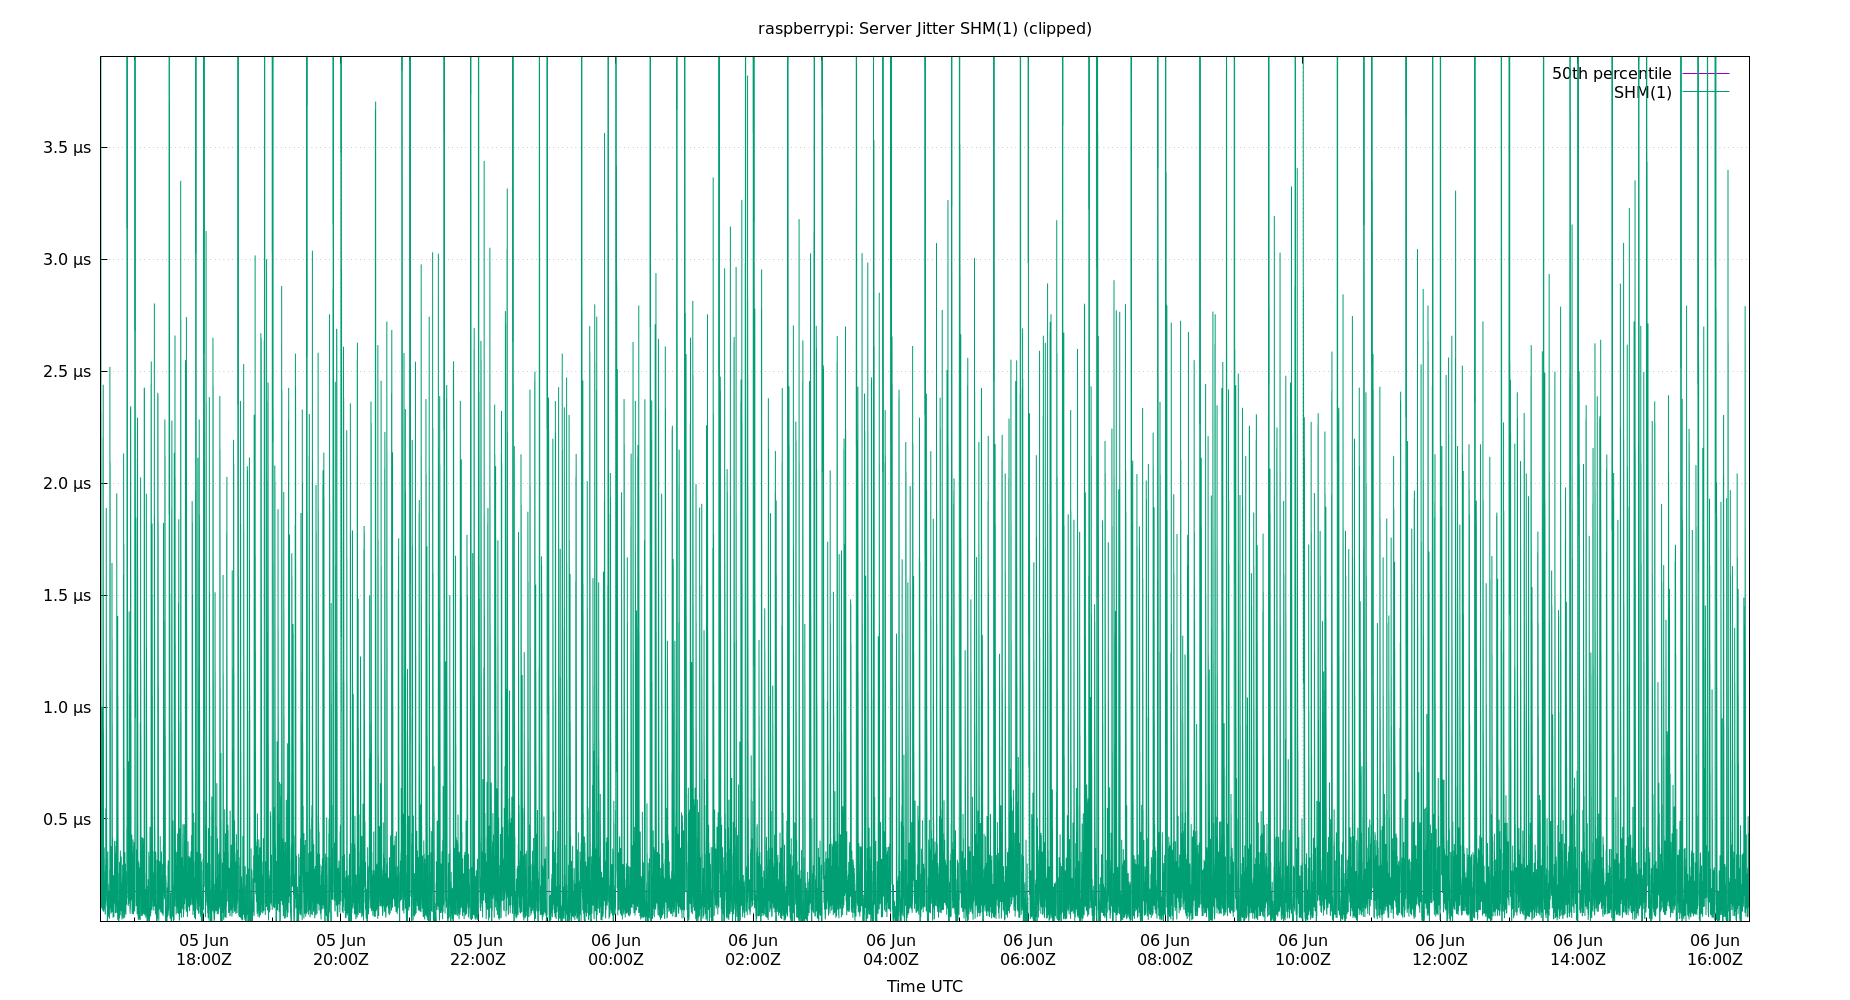 raspberrypi: Server Jitter SHM(1) (clipped)
50th percentile
SHM(1)
3.5 µs
3.0 µs
2.5 µs
2.0 µs
1.5 µs
1.0 µs
0.5 µs
05 Jun 05 Jun 05 Jun 06 Jun 06 Jun 06 Jun 06 Jun 06 Jun 06 Jun 06 Jun 06 Jun 06 Jun
18:00Z 20:00Z 22:00Z 00:00Z 02:00Z 04:00Z 06:00Z 08:00Z 10:00Z 12:00Z 14:00Z 16:00Z
Time UTC